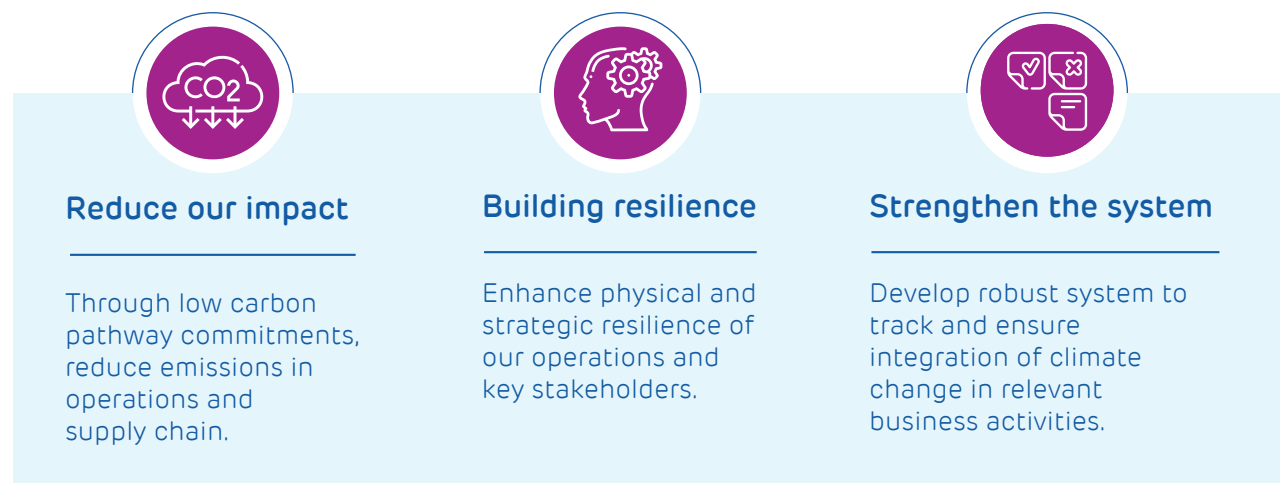 CO2
Reduce our impact
Through low carbon
pathway commitments,
reduce emissions in
operations and
supply chain.
Building resilience
Enhance physical and
strategic resilience of
our operations and
key stakeholders.
Strengthen the system
Develop robust system to
track and ensure
integration of climate
change in relevant
business activities.